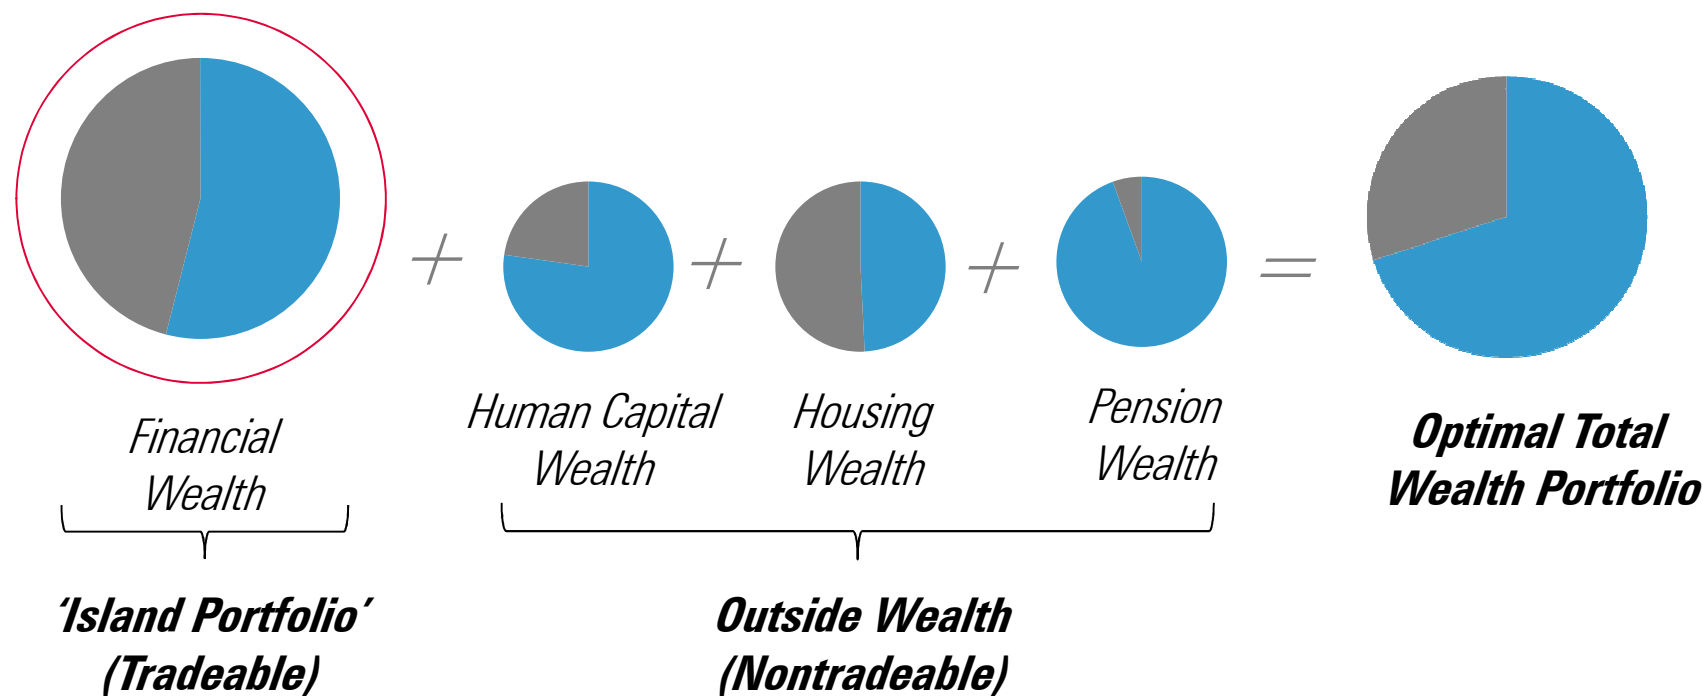 +
+
+
=
Financial
Wealth
Human Capital
Wealth
Housing
Wealth
Pension
Wealth
Optimal Total
Wealth Portfolio
‘Island Portfolio’
(Tradeable)
Outside Wealth
(Nontradeable)